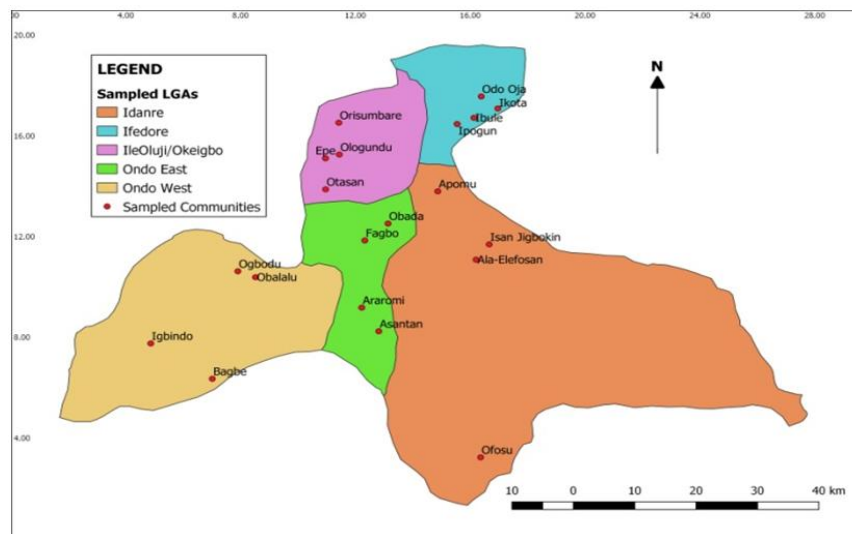 00 4.00 8.00 12.00 16.00 20.00 24.00 28.00
20.00
16.00
12.00
8.00
4.00
LEGEND
Sampled LGAs
Idanre
Ifedore
IleOluji/Okeigbo
Ondo East
Ondo West
Sampled Communities
N
Odo Oja
Ikota
Ibule
Ipogun
Orisumbare
Epe
Ologundu
Otasan
Apomu
Obada
Fagbo
Isan Jigbokin
Ala-Elefosan
Ogbodu
Obalalu
Araromi
Asantan
Igbindo
Bagbe
Ofosu
10 0 10 20 30 40 km